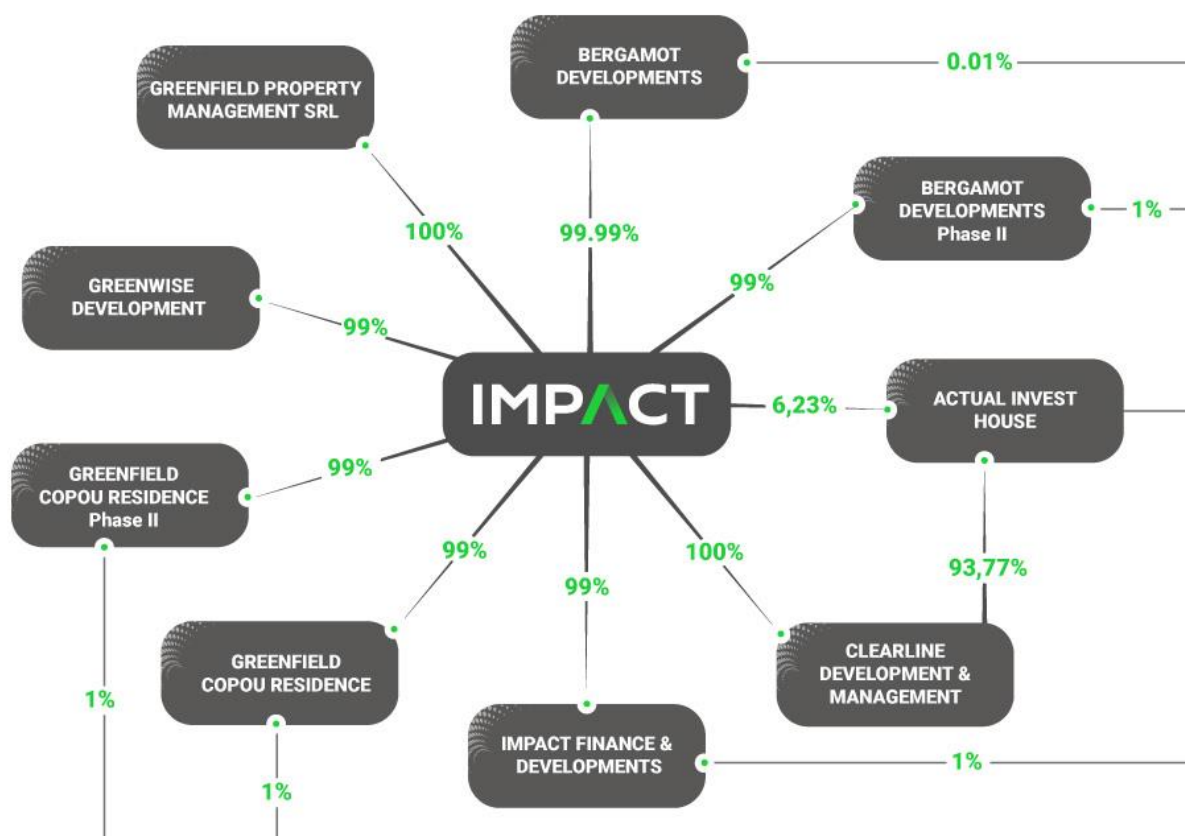 BERGAMOT
DEVELOPMENTS
0.01%
GREENFIELD PROPERTY
MANAGEMENT SRL
BERGAMOT
DEVELOPMENTS
Phase II
1%
100%
99.99%
99%
GREENWISE
DEVELOPMENT
99%
IMPACT
6,23%
ACTUAL INVEST
HOUSE
GREENFIELD
COPOU RESIDENCE
Phase II
99%
99%
99%
100%
93,77%
GREENFIELD
COPOU RESIDENCE
CLEARLINE
DEVELOPMENT &
MANAGEMENT
1%
IMPACT FINANCE &
DEVELOPMENTS
1%
1%